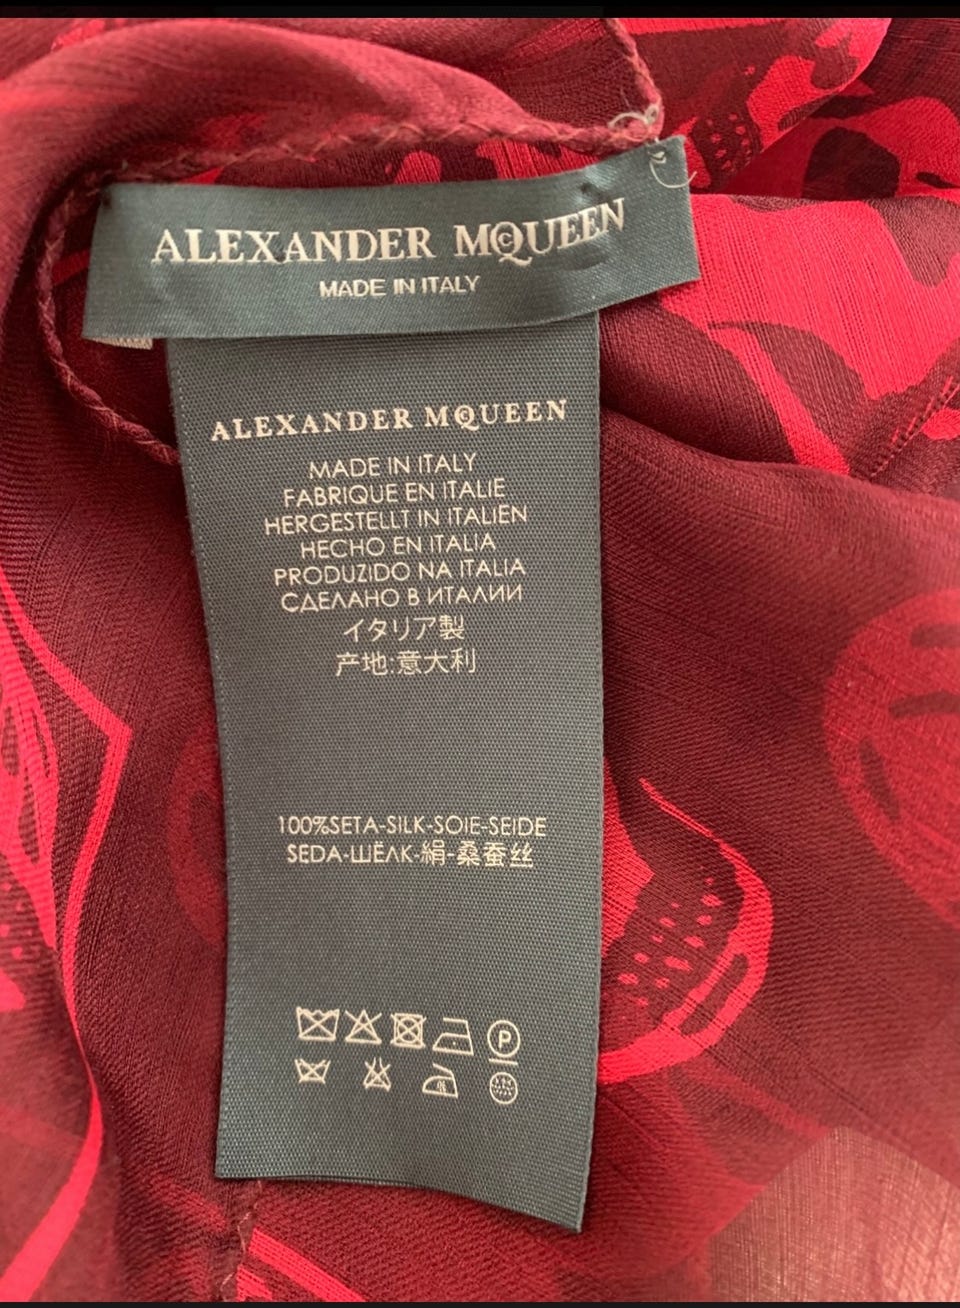 ALEXANDER McQUEEN
MADE IN ITALY
ALEXANDER McQUEEN
MADE IN ITALY
FABRIQUE EN ITALIE
HERGESTELLT IN ITALIEN
HECHO EN ITALIA
PRODUZIDO NA ITALIA
СДЕЛАНО В ИТАЛИИ
イタリア製
产地:意大利
100%SETA-SILK-SOIE-SEIDE
SEDA-ШЁЛК-絹-桑蚕丝
P